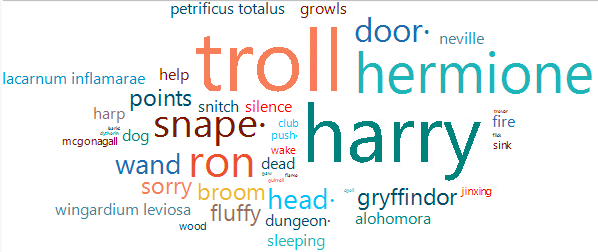 petrificus totalus growls
troll door·
neville
hermione
lacarnum inflamarae help
points snitch silence
harp snape· club harry fire
dog push·
mcgonagall wake sink
wand ron dead
sorry broom head· gryffindor jinxing
wingardium leviosa fluffy dungeon· alohomora
wood
sleeping